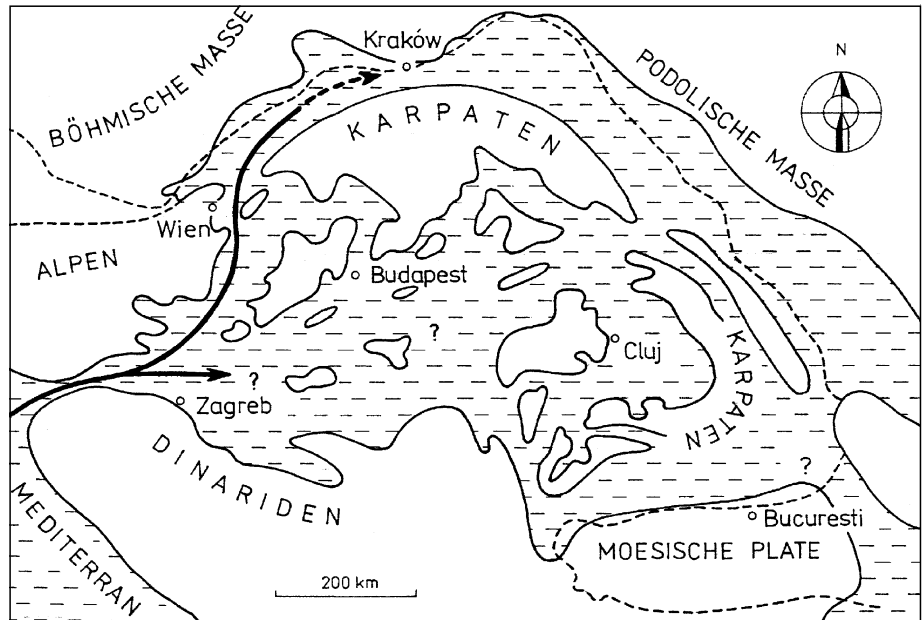 Kraków
N
BÖHMISCHE MASSE
PODOLISCHE MASSE
KARPATEN
Wien
ALPEN
Budapest
?
Cluj
KARPATEN
?
Zagreb
DINARIDEN
?
MEDITERRAN
Bucuresti
MOESISCHE PLATE
200 km